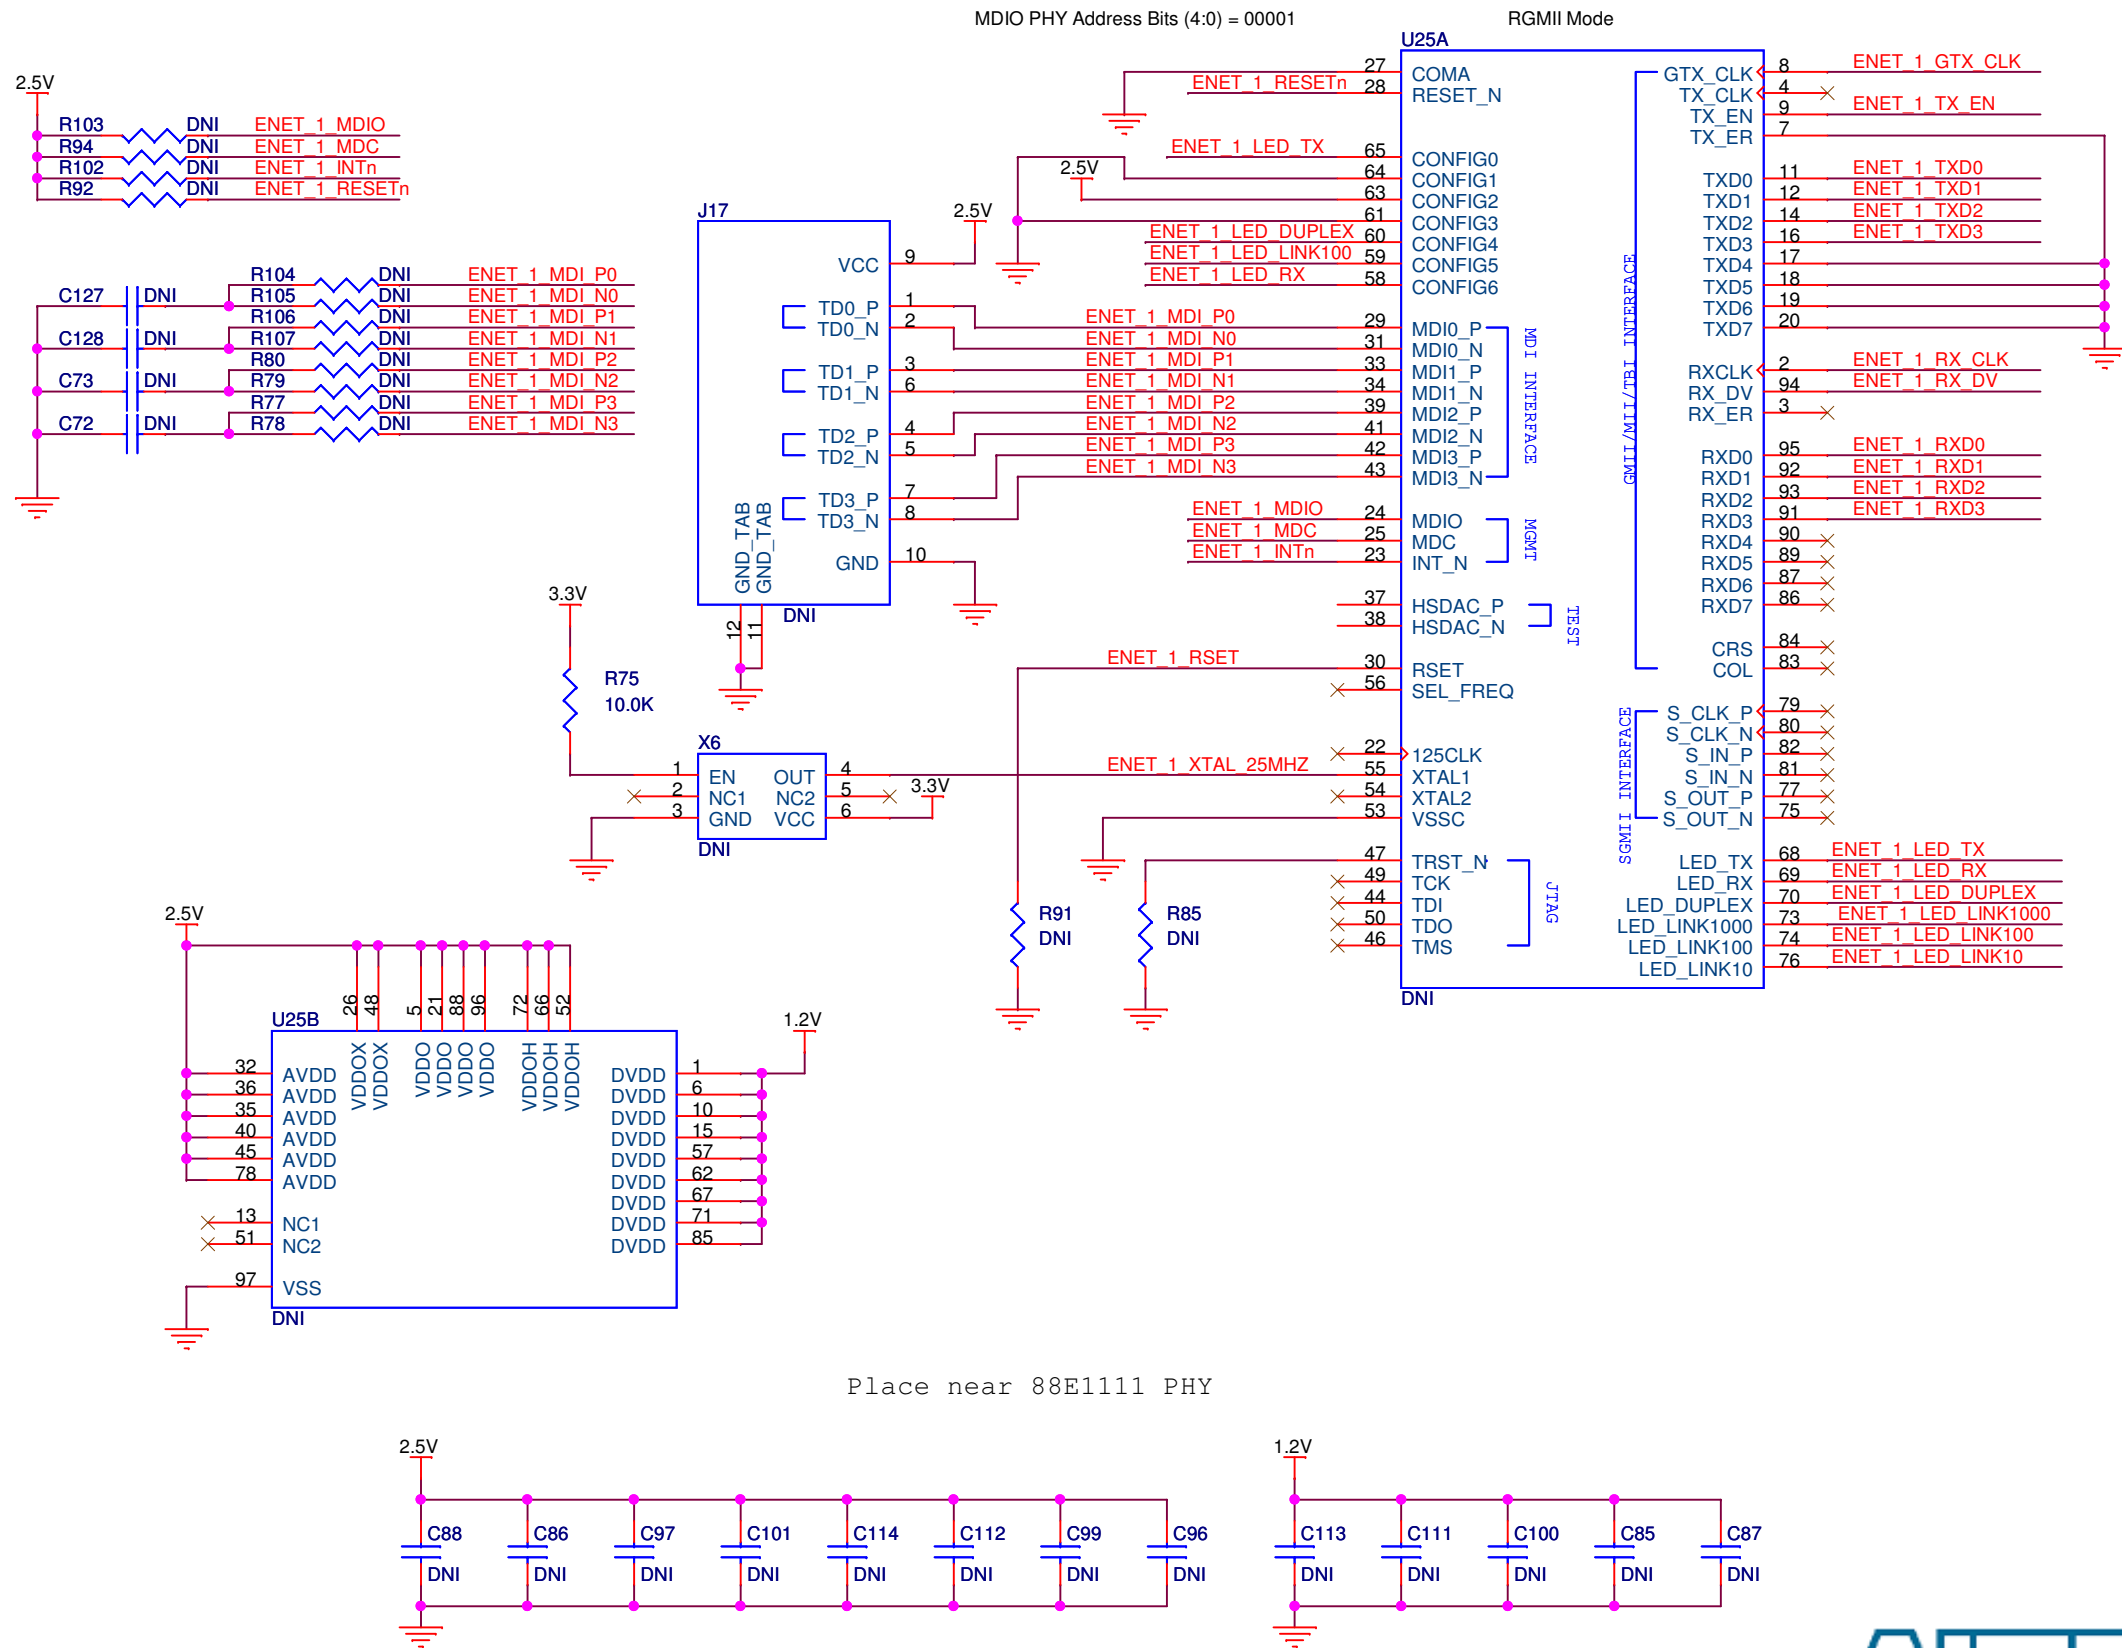 MDIO PHY Address Bits (4:0) = 00001
RGMII Mode
2.5V
R103 DNI ENET_1_MDIO
R94 DNI ENET_1_MDC
R102 DNI ENET_1_INTn
R92 DNI ENET_1_RESETn
R104 DNI ENET_1_MDI_P0
C127 DNI R105 DNI ENET_1_MDI_N0
R106 DNI ENET_1_MDI_P1
C128 DNI R107 DNI ENET_1_MDI_N1
R80 DNI ENET_1_MDI_P2
C73 DNI R79 DNI ENET_1_MDI_N2
R77 DNI ENET_1_MDI_P3
C72 DNI R78 DNI ENET_1_MDI_N3
J17
2.5V
VCC 9
TD0_P 1
TD0_N 2
TD1_P 3
TD1_N 6
TD2_P 4
TD2_N 5
TD3_P 7
TD3_N 8
GND 10
GND_TAB 12
GND_TAB 11
DNI
3.3V
R75
10.0K
X6
1 EN OUT 4
2 NC1 NC2 5
3 GND VCC 6
3.3V
DNI
U25A
27 COMA
ENET_1_RESETn 28 RESET_N
ENET_1_LED_TX 65 CONFIG0
64 CONFIG1
2.5V
63 CONFIG2
61 CONFIG3
ENET_1_LED_DUPLEX 60 CONFIG4
ENET_1_LED_LINK100 59 CONFIG5
ENET_1_LED_RX 58 CONFIG6
ENET_1_MDI_P0 29 MDI0_P
ENET_1_MDI_N0 31 MDI0_N
ENET_1_MDI_P1 33 MDI1_P
ENET_1_MDI_N1 34 MDI1_N
ENET_1_MDI_P2 39 MDI2_P
ENET_1_MDI_N2 41 MDI2_N
ENET_1_MDI_P3 42 MDI3_P
ENET_1_MDI_N3 43 MDI3_N
MDI INTERFACE
ENET_1_MDIO 24 MDIO
ENET_1_MDC 25 MDC
ENET_1_INTn 23 INT_N
MGMT
37 HSDAC_P
38 HSDAC_N
TEST
ENET_1_RSET 30 RSET
56 SEL_FREQ
22 125CLK
ENET_1_XTAL_25MHZ 55 XTAL1
54 XTAL2
53 VSSC
47 TRST_N
49 TCK
44 TDI
50 TDO
46 TMS
JTAG
R91
DNI
R85
DNI
DNI
GTX_CLK 8 ENET_1_GTX_CLK
TX_CLK 4
TX_EN 9 ENET_1_TX_EN
TX_ER 7
TXD0 11 ENET_1_TXD0
TXD1 12 ENET_1_TXD1
TXD2 14 ENET_1_TXD2
TXD3 16 ENET_1_TXD3
TXD4 17
TXD5 18
TXD6 19
TXD7 20
RXCLK 2 ENET_1_RX_CLK
RX_DV 94 ENET_1_RX_DV
RX_ER 3
RXD0 95 ENET_1_RXD0
RXD1 92 ENET_1_RXD1
RXD2 93 ENET_1_RXD2
RXD3 91 ENET_1_RXD3
RXD4 90
RXD5 89
RXD6 87
RXD7 86
CRS 84
COL 83
GMII/MII/TBI INTERFACE
S_CLK_P 79
S_CLK_N 80
S_IN_P 82
S_IN_N 81
S_OUT_P 77
S_OUT_N 75
SGMII INTERFACE
LED_TX 68 ENET_1_LED_TX
LED_RX 69 ENET_1_LED_RX
LED_DUPLEX 70 ENET_1_LED_DUPLEX
LED_LINK1000 73 ENET_1_LED_LINK1000
LED_LINK100 74 ENET_1_LED_LINK100
LED_LINK10 76 ENET_1_LED_LINK10
2.5V
26 48 5 21 88 96 72 66 52
U25B
VDDOX VDDOX VDDO VDDO VDDO VDDO VDDOH VDDOH VDDOH
1.2V
32 AVDD DVDD 1
36 AVDD DVDD 6
35 AVDD DVDD 10
40 AVDD DVDD 15
45 AVDD DVDD 57
78 AVDD DVDD 62
DVDD 67
13 NC1 DVDD 71
51 NC2 DVDD 85
97 VSS
DNI
Place near 88E1111 PHY
2.5V 1.2V
C88 C86 C97 C101 C114 C112 C99 C96 C113 C111 C100 C85 C87
DNI DNI DNI DNI DNI DNI DNI DNI DNI DNI DNI DNI DNI